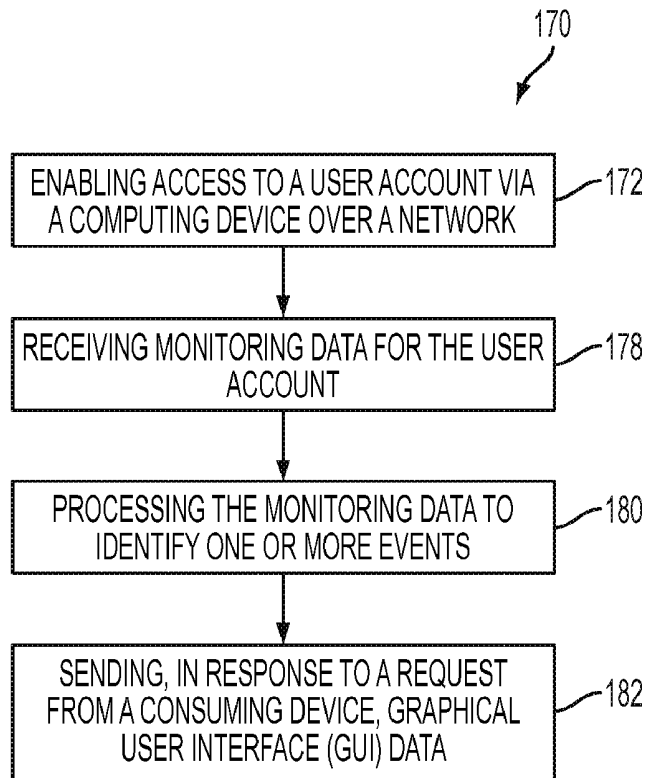 170
ENABLING ACCESS TO A USER ACCOUNT VIA
A COMPUTING DEVICE OVER A NETWORK
172
RECEIVING MONITORING DATA FOR THE USER
ACCOUNT
178
PROCESSING THE MONITORING DATA TO
IDENTIFY ONE OR MORE EVENTS
180
SENDING, IN RESPONSE TO A REQUEST
FROM A CONSUMING DEVICE, GRAPHICAL
USER INTERFACE (GUI) DATA
182